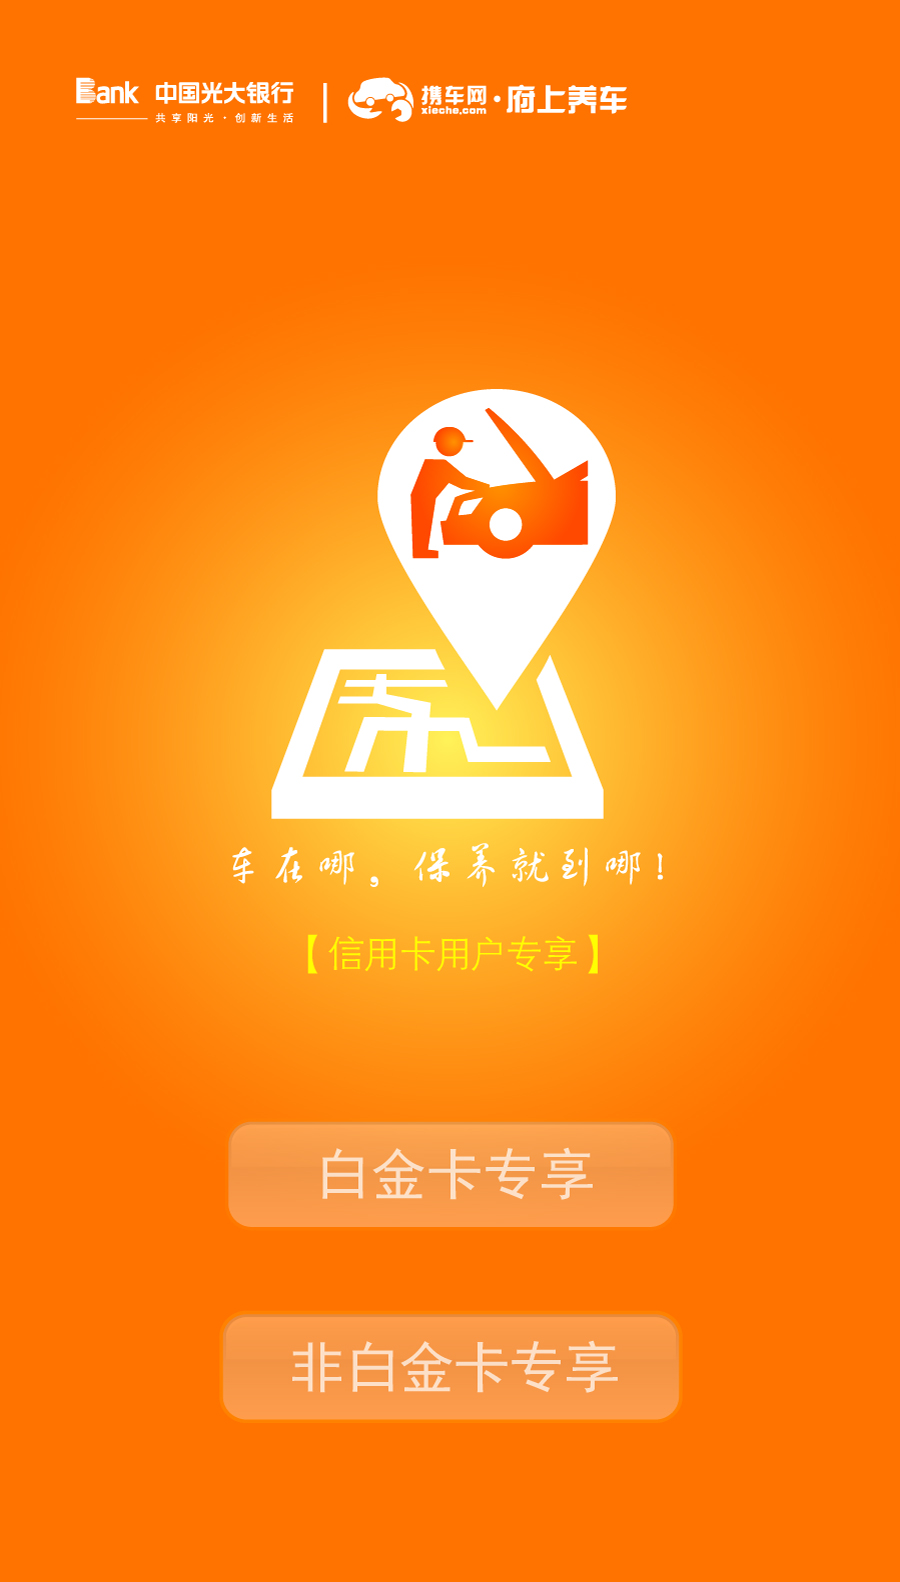 Bank 中国光大银行 | 携车网·府上养车
共享阳光·创新生活 xieche.com
车在哪，保养就到哪！
【信用卡用户专享】
白金卡专享
非白金卡专享